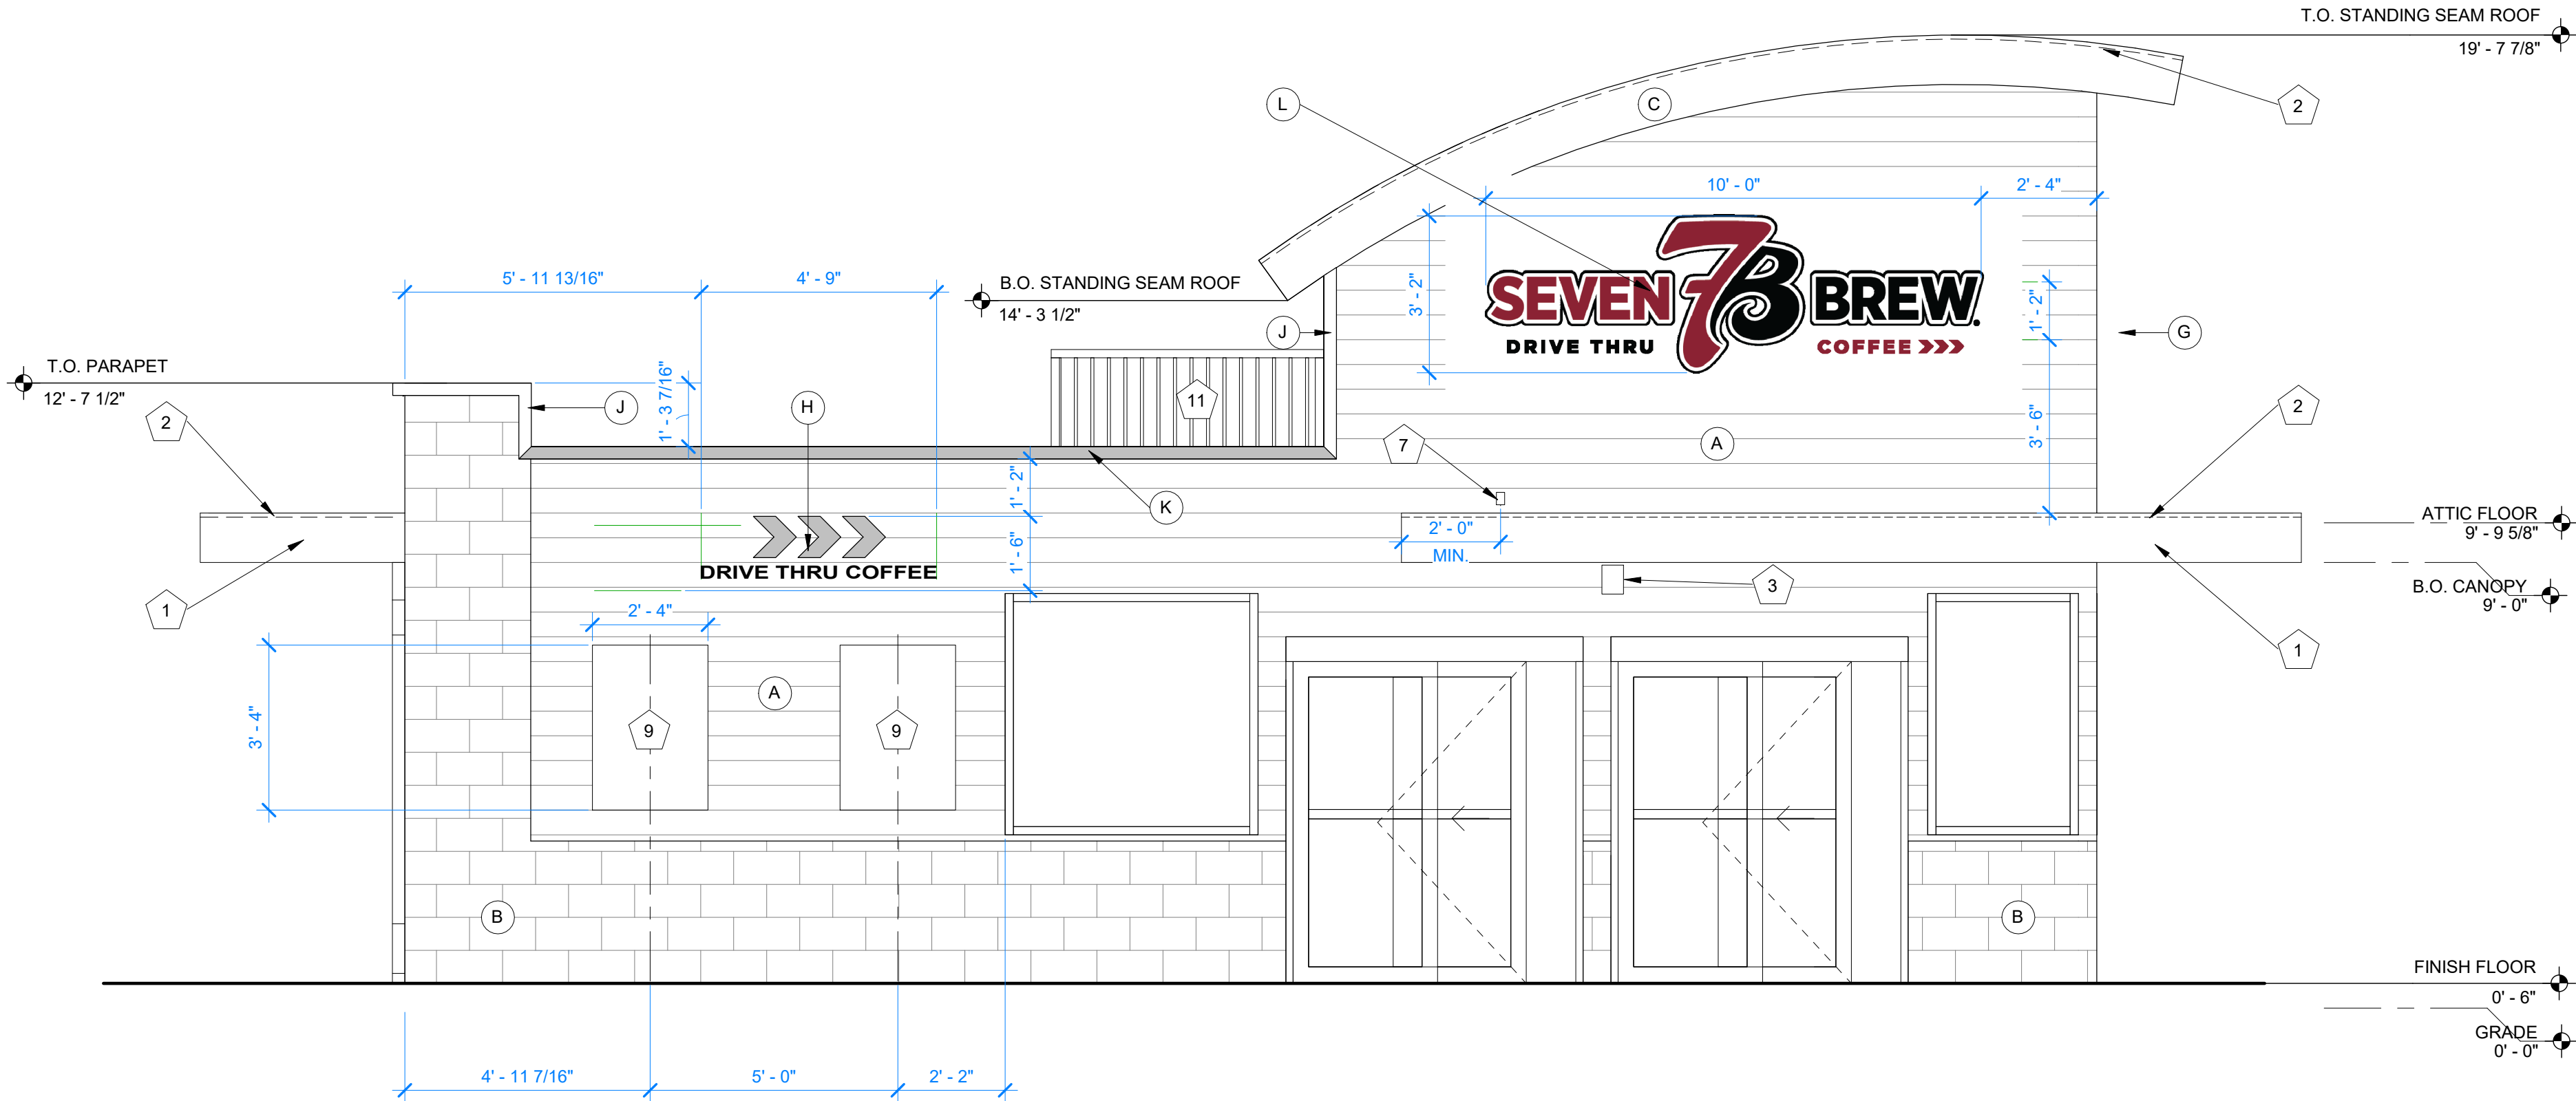 T.O. STANDING SEAM ROOF
19' - 7 7/8"
L
C
2
10' - 0"
2' - 4"
5' - 11 13/16"
4' - 9"
B.O. STANDING SEAM ROOF
14' - 3 1/2"
3' - 2"
7B
SEVEN BREW.
DRIVE THRU COFFEE
1' - 2"
J
G
T.O. PARAPET
12' - 7 1/2"
2
J
1' - 3 7/16"
H
11
7
A
3' - 6"
2
1' - 2"
K
2' - 0"
MIN.
ATTIC FLOOR
9' - 9 5/8"
1' - 6"
DRIVE THRU COFFEE
3
B.O. CANOPY
9' - 0"
1
2' - 4"
1
A
3' - 4"
9
9
B
B
FINISH FLOOR
0' - 6"
GRADE
0' - 0"
4' - 11 7/16"
5' - 0"
2' - 2"